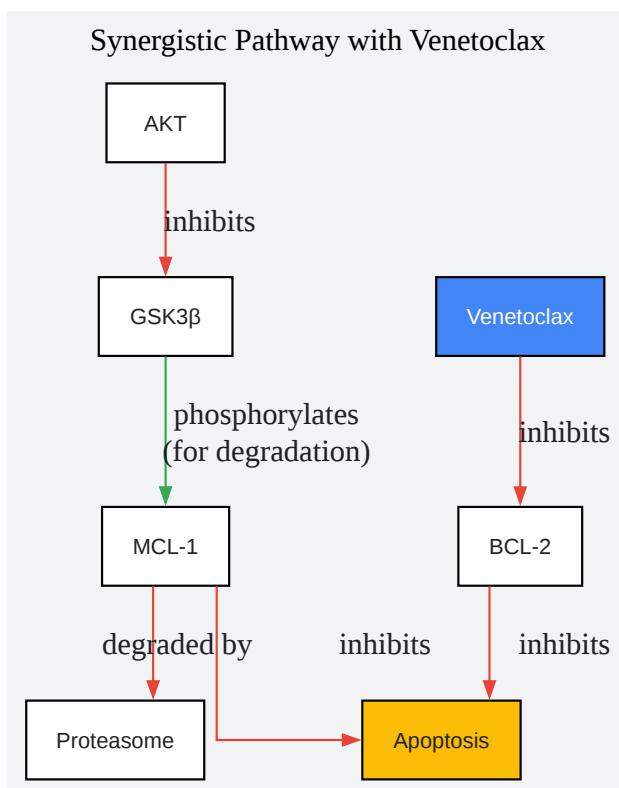 Synergistic Pathway with Venetoclax
AKT
inhibits
GSK3β
Venetoclax
phosphorylates
(for degradation)
inhibits
MCL-1
BCL-2
degraded by
inhibits
inhibits
Proteasome
Apoptosis